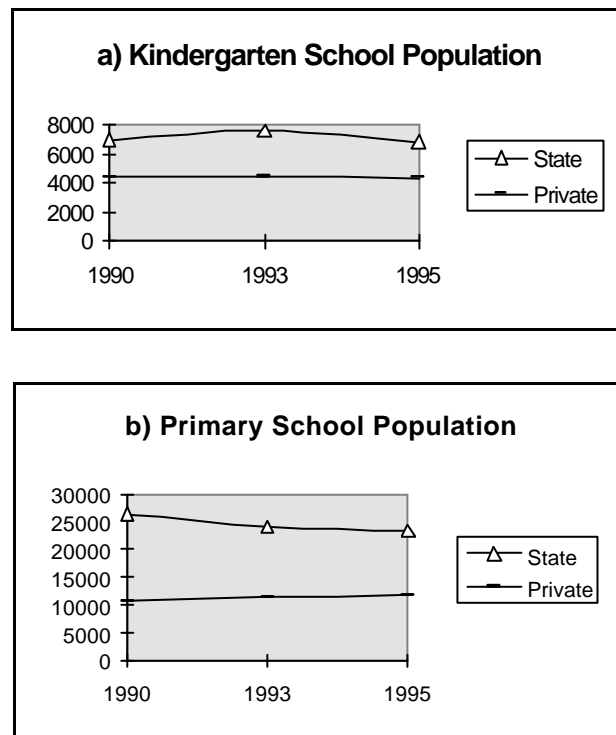 a) Kindergarten School Population
8000
6000
4000
2000
0
1990 1993 1995
State
Private
b) Primary School Population
30000
25000
20000
15000
10000
5000
0
1990 1993 1995
State
Private